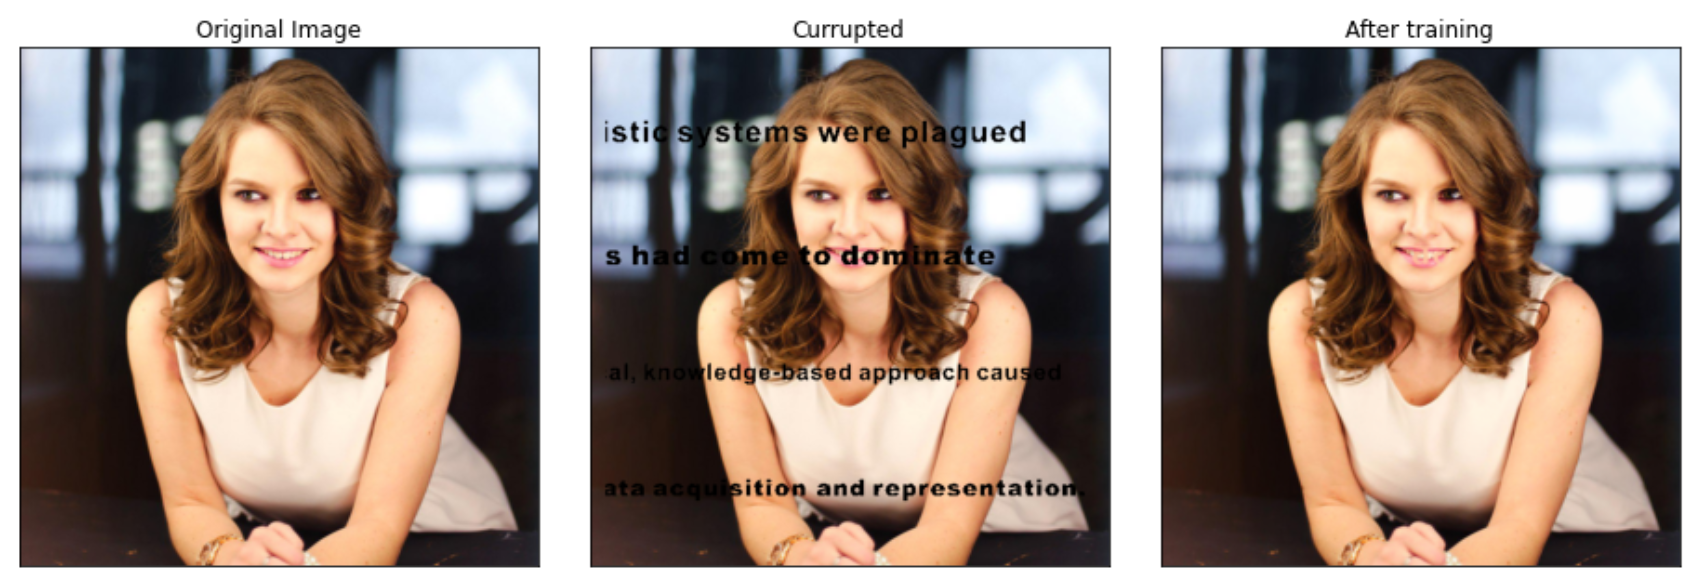 Original Image
Currupted
After training
istic systems were plagued
s had come to dominate
al, knowledge-based approach caused
ata acquisition and representation.